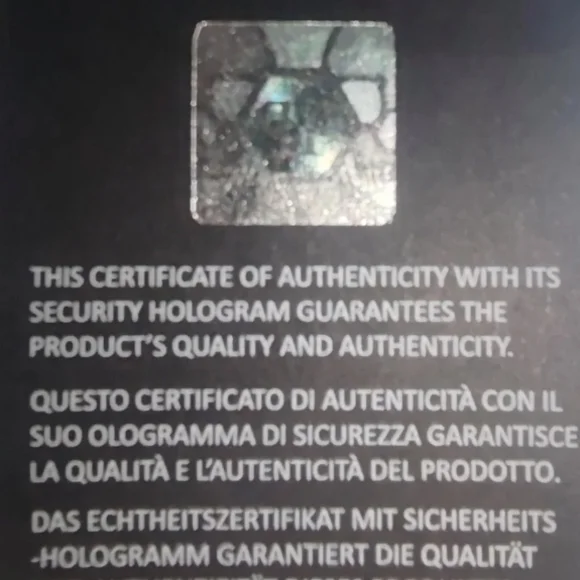 THIS CERTIFICATE OF AUTHENTICITY WITH ITS
SECURITY HOLOGRAM GUARANTEES THE
PRODUCT'S QUALITY AND AUTHENTICITY.
QUESTO CERTIFICATO DI AUTENTICITÀ CON IL
SUO OLOGRAMMA DI SICUREZZA GARANTISCE
LA QUALITÀ E L'AUTENTICITÀ DEL PRODOTTO.
DAS ECHTHEITSZERTIFIKAT MIT SICHERHEITS
-HOLOGRAMM GARANTIERT DIE QUALITÄT